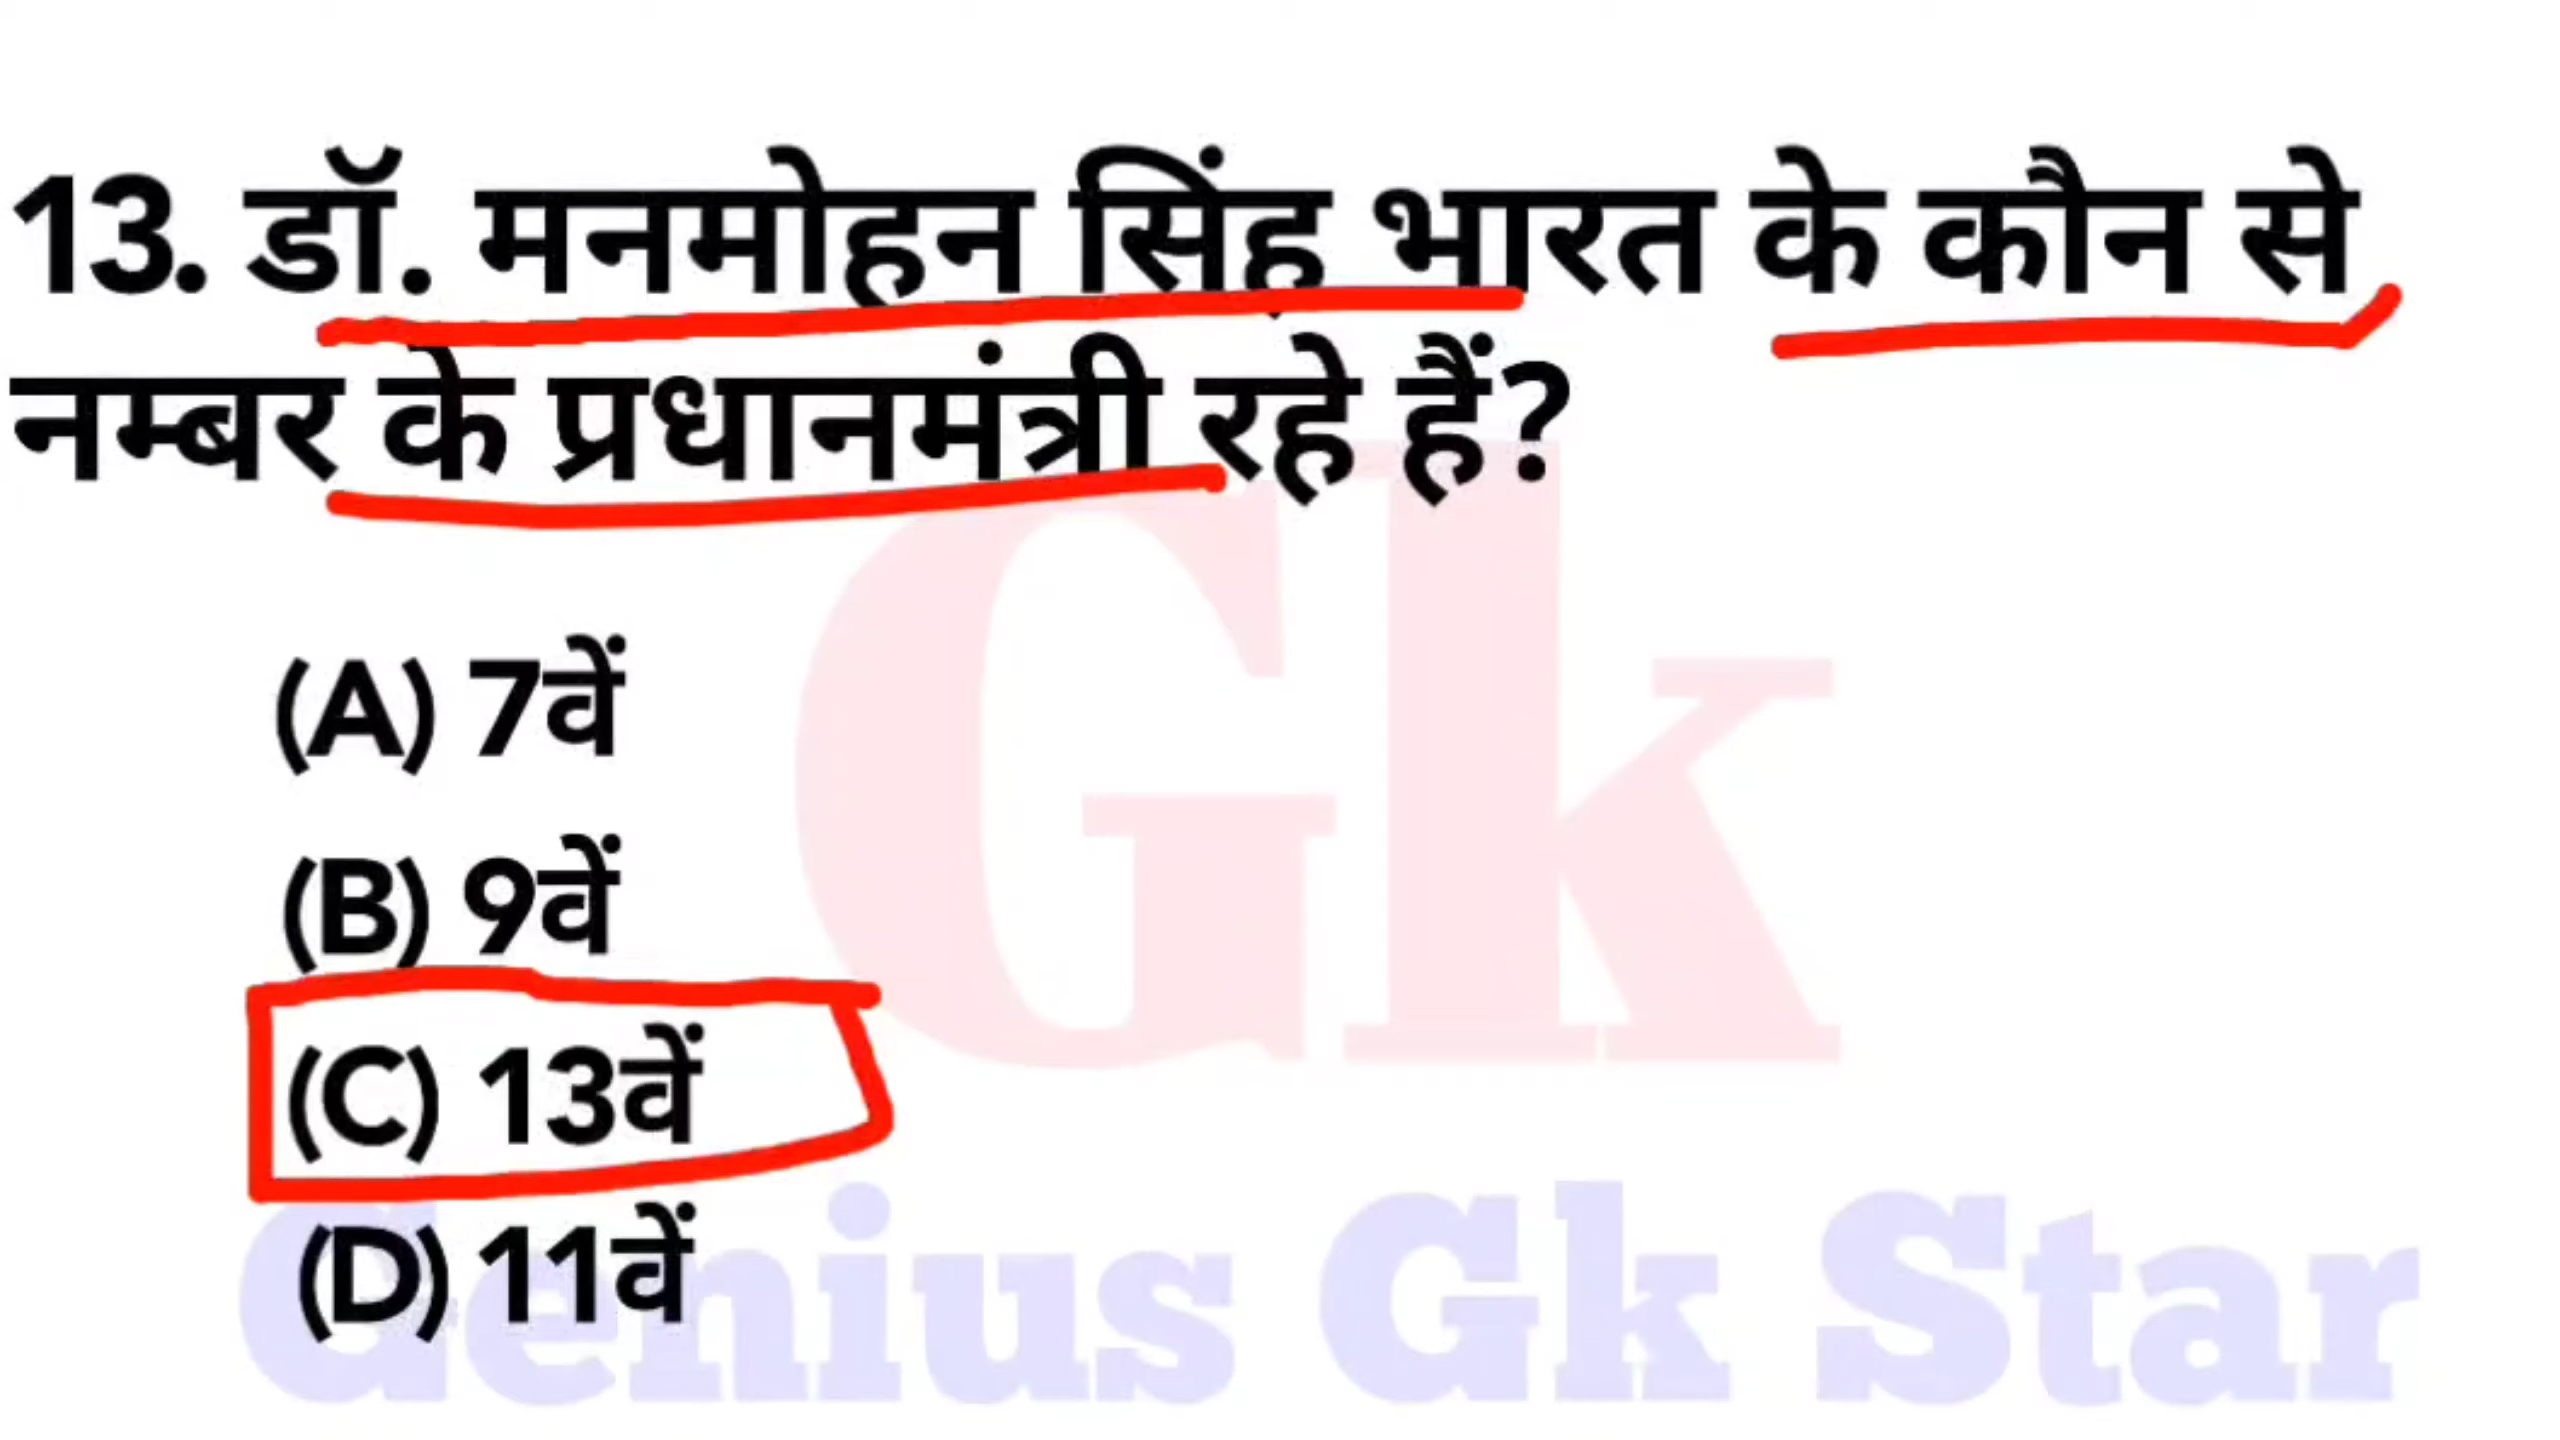 13. डॉ. मनमोहन सिंह भारत के कौन से
नम्बर के प्रधानमंत्री रहे हैं?
Gk
(A) 7वें
(B) 9वें
(C) 13वें
(D) 11वें
Genius Gk Star